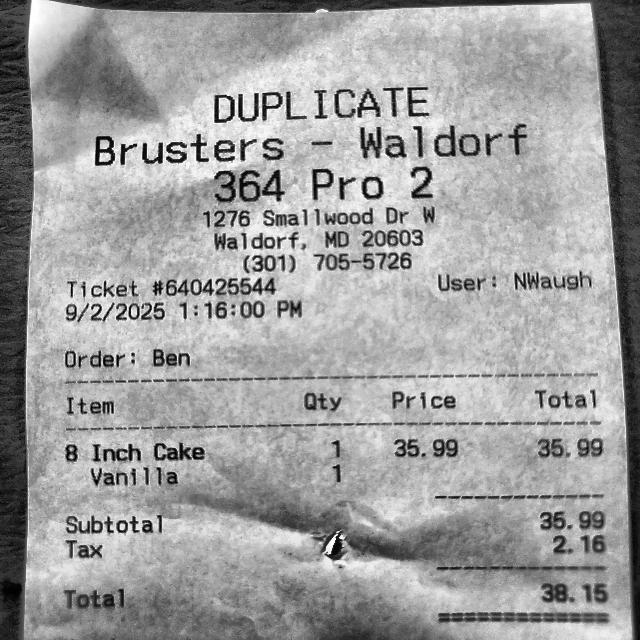 DUPLICATE
Brusters - Waldorf
364 Pro 2
1276 Smallwood Dr W
Waldorf, MD 20603
(301) 705-5726
Ticket #640425544 User: NWaugh
9/2/2025 1:16:00 PM
Order: Ben
Item Qty Price Total
8 Inch Cake 1 35.99 35.99
Vanilla 1
Subtotal 35.99
Tax 2.16
Total 38.15